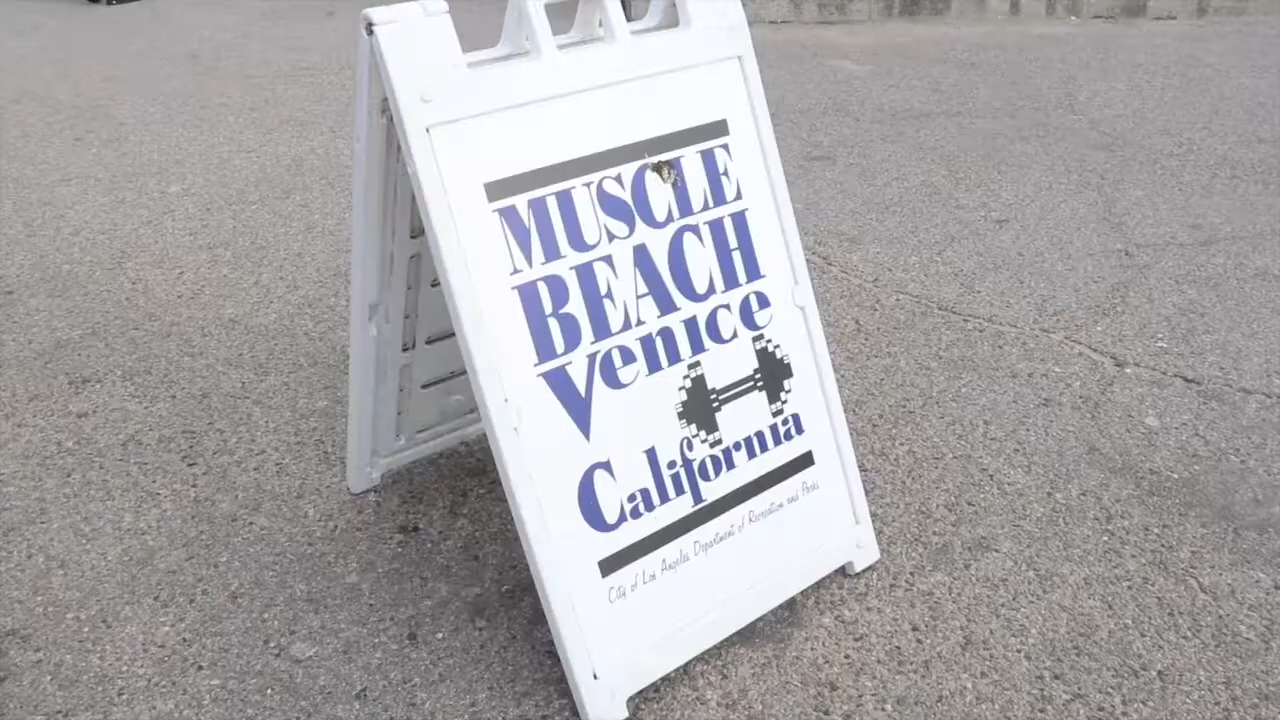 MUSCLE
BEACH
Venice
California
City of Los Angeles Department of Recreation and Parks